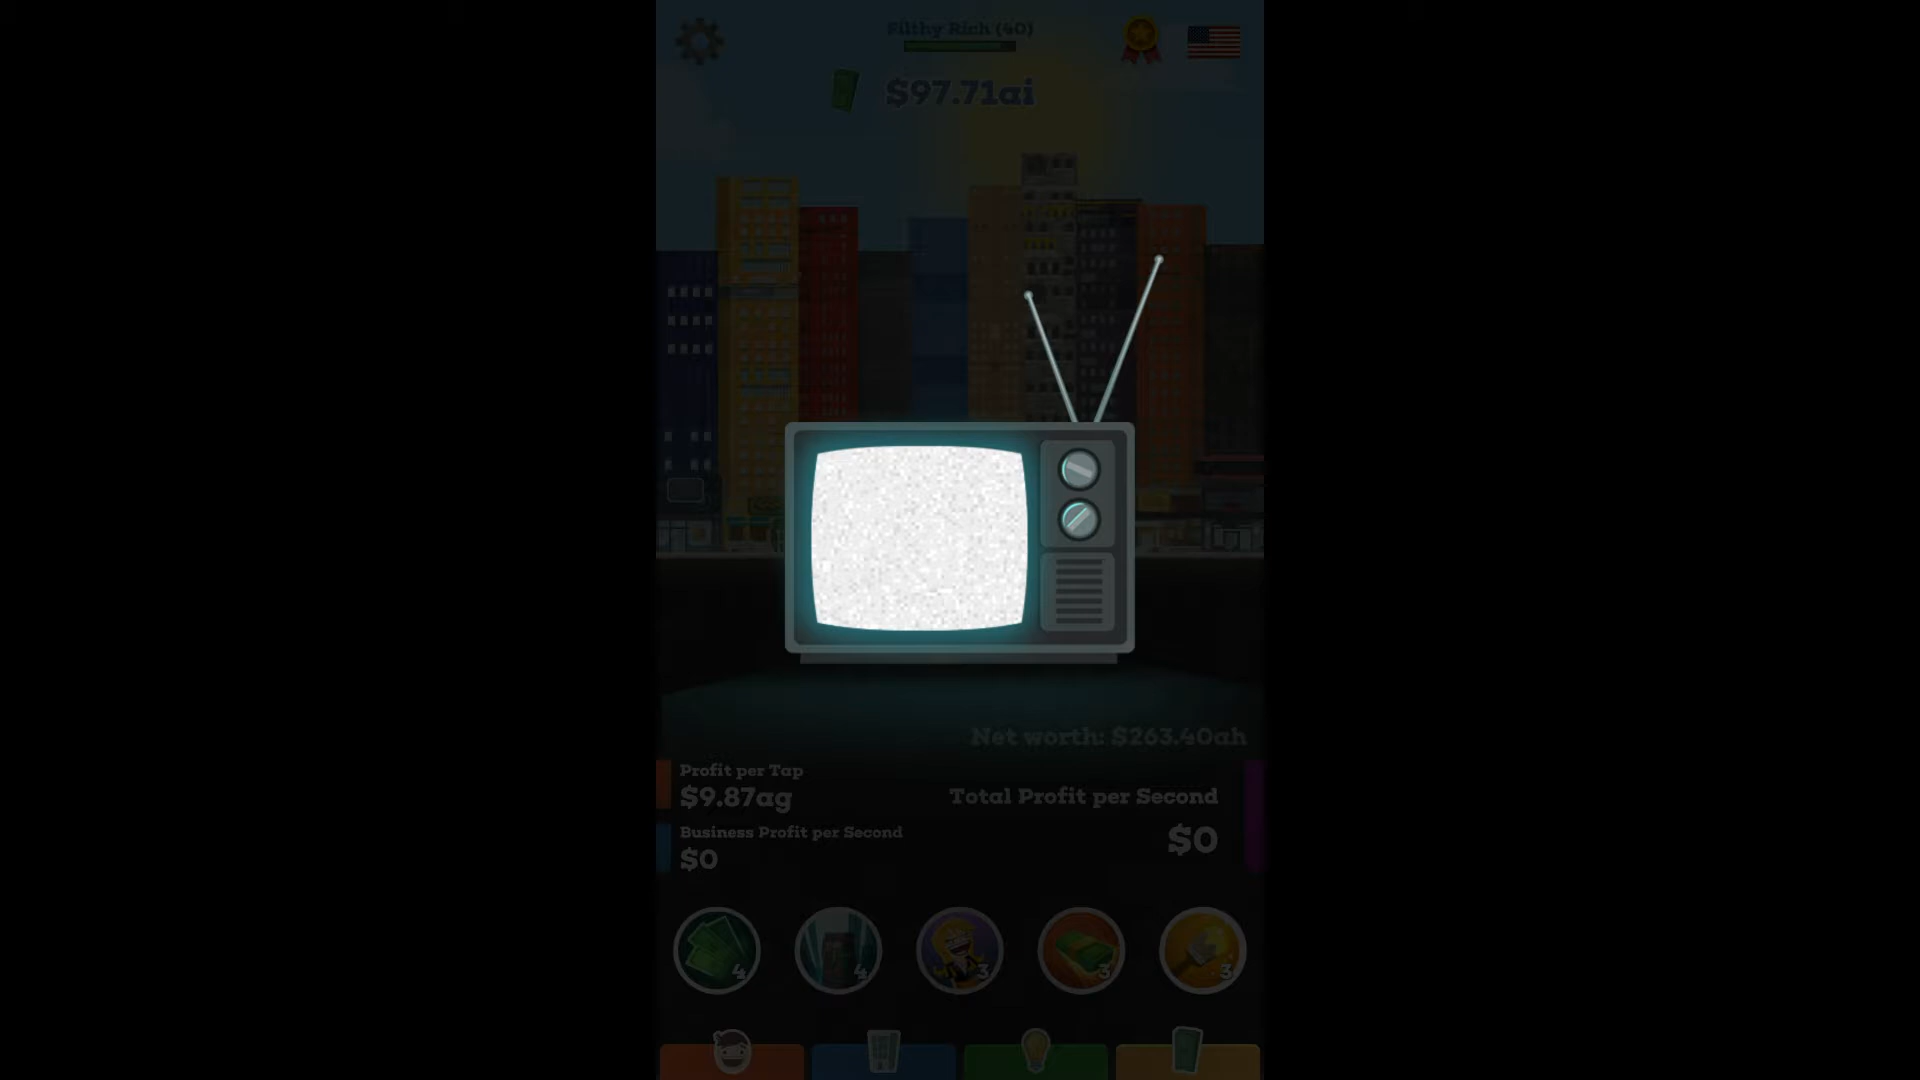 Filthy Rich (40)
$97.71ai
Net worth: $263.40ah
Profit per Tap
$9.87ag
Total Profit per Second
$0
Business Profit per Second
$0
4
4
3
3
3